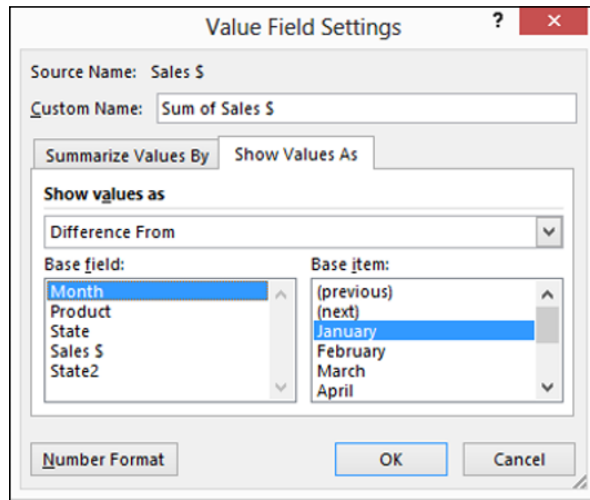 Value Field Settings
?
Source Name: Sales $
Custom Name: Sum of Sales $
Summarize Values By
Show Values As
Show values as
Difference From
Base field:
Month
Product
State
Sales $
State2
Base item:
(previous)
(next)
January
February
March
April
Number Format
OK
Cancel